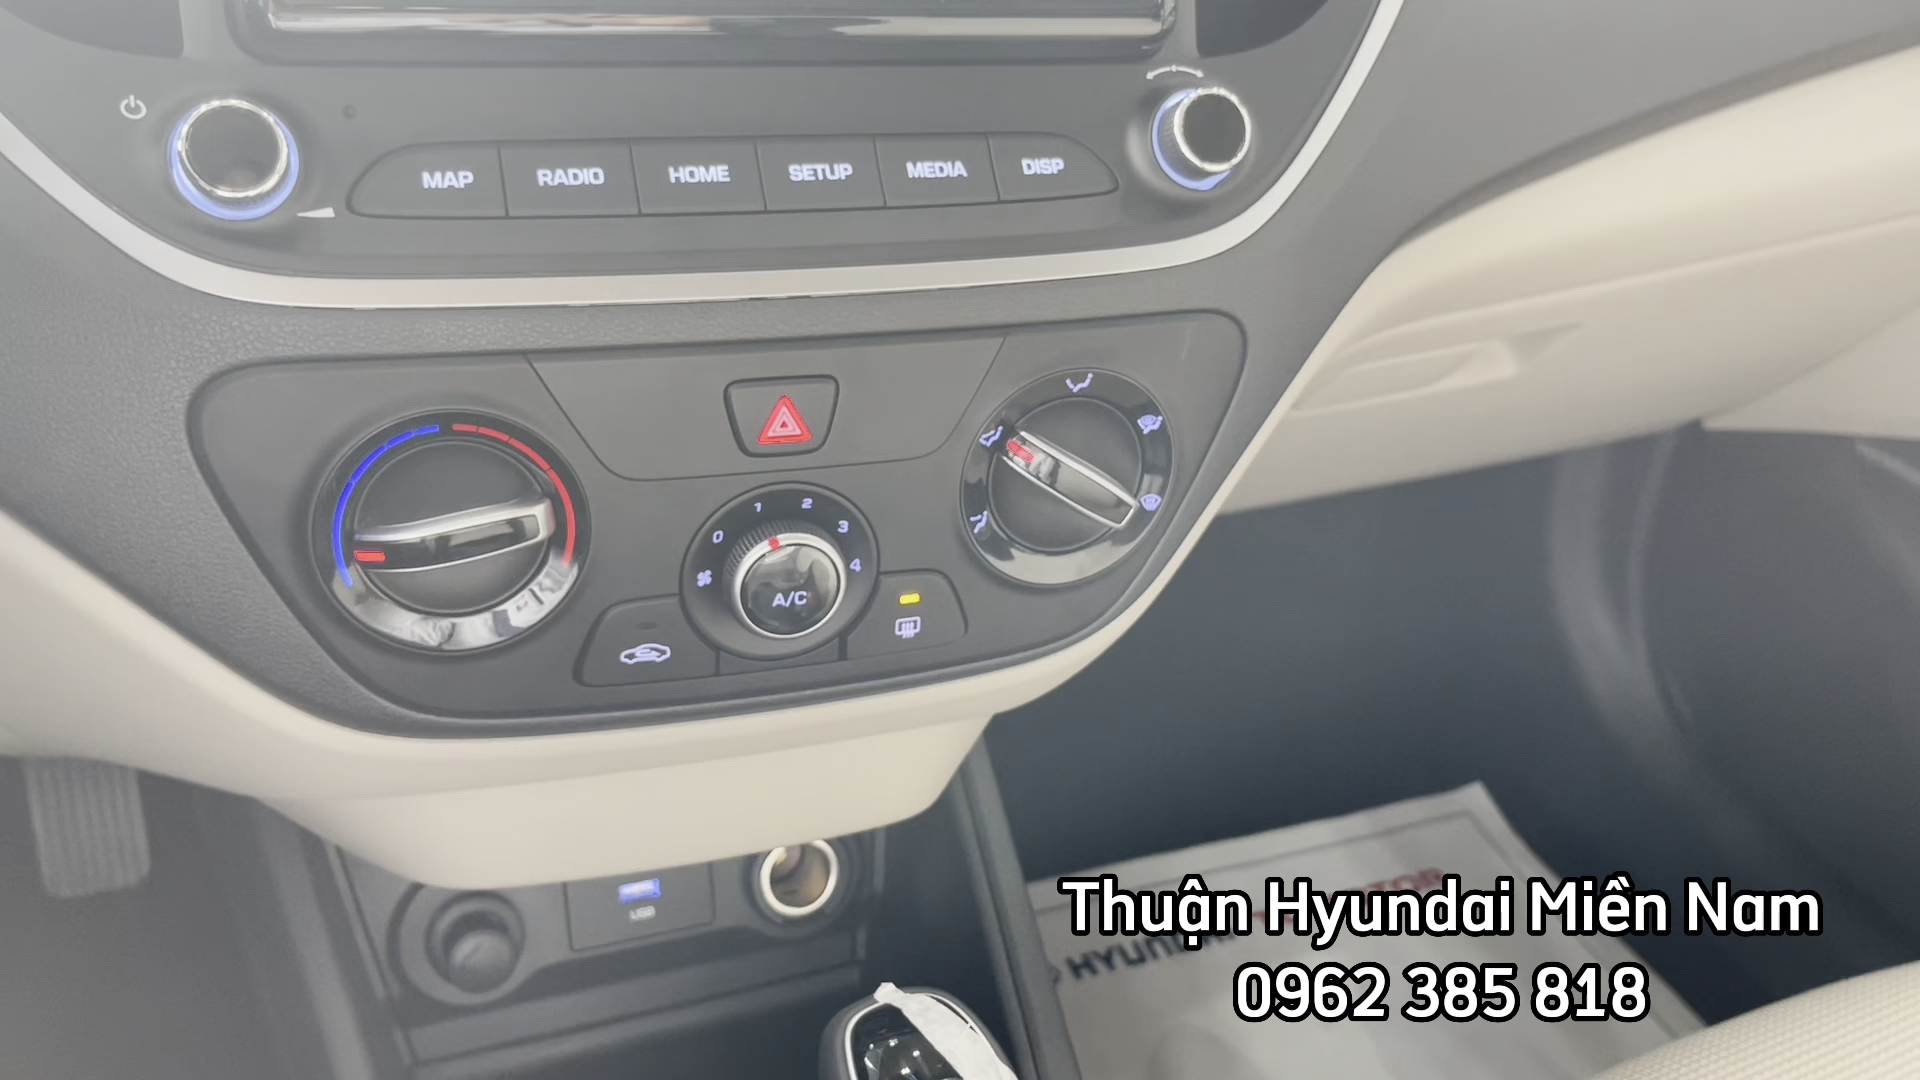 MAP RADIO HOME SETUP MEDIA DISP
0 1 2 3 4
A/C
USB
Thuận Hyundai Miền Nam
HYUNDAI
0962 385 818